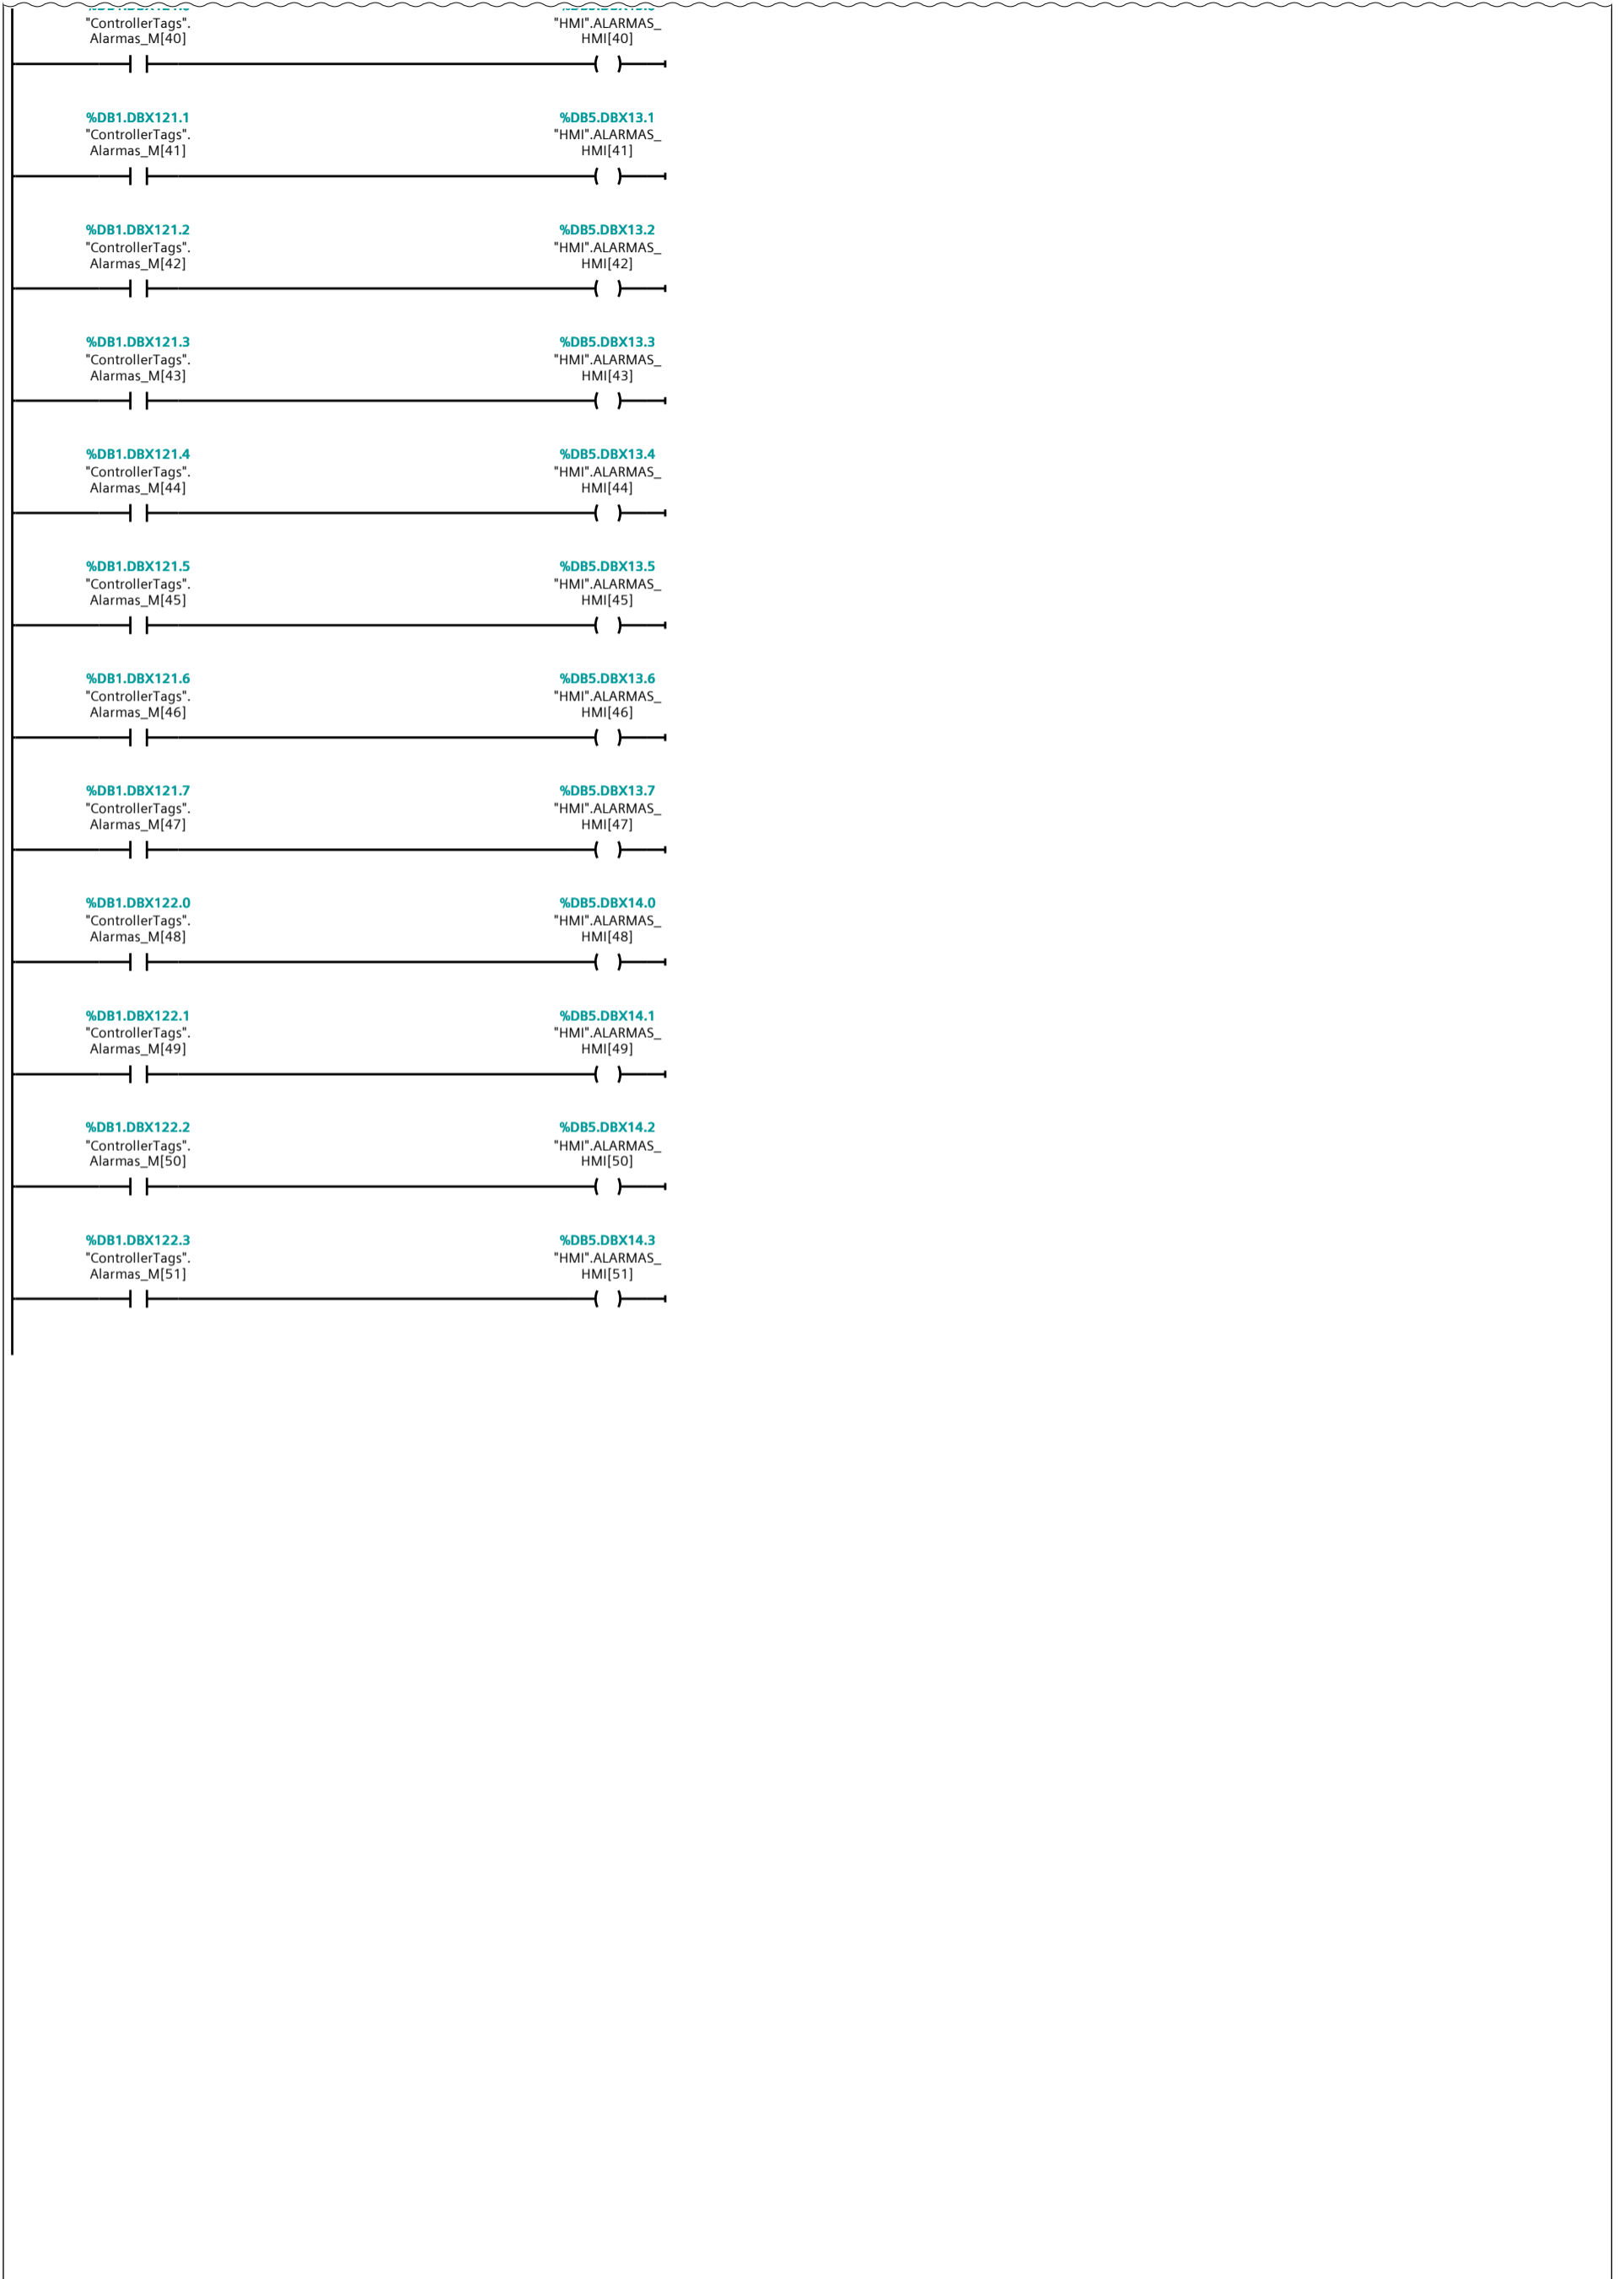 "ControllerTags".
Alarmas_M[40]
"HMI".ALARMAS_
HMI[40]
%DB1.DBX121.1
"ControllerTags".
Alarmas_M[41]
%DB5.DBX13.1
"HMI".ALARMAS_
HMI[41]
%DB1.DBX121.2
"ControllerTags".
Alarmas_M[42]
%DB5.DBX13.2
"HMI".ALARMAS_
HMI[42]
%DB1.DBX121.3
"ControllerTags".
Alarmas_M[43]
%DB5.DBX13.3
"HMI".ALARMAS_
HMI[43]
%DB1.DBX121.4
"ControllerTags".
Alarmas_M[44]
%DB5.DBX13.4
"HMI".ALARMAS_
HMI[44]
%DB1.DBX121.5
"ControllerTags".
Alarmas_M[45]
%DB5.DBX13.5
"HMI".ALARMAS_
HMI[45]
%DB1.DBX121.6
"ControllerTags".
Alarmas_M[46]
%DB5.DBX13.6
"HMI".ALARMAS_
HMI[46]
%DB1.DBX121.7
"ControllerTags".
Alarmas_M[47]
%DB5.DBX13.7
"HMI".ALARMAS_
HMI[47]
%DB1.DBX122.0
"ControllerTags".
Alarmas_M[48]
%DB5.DBX14.0
"HMI".ALARMAS_
HMI[48]
%DB1.DBX122.1
"ControllerTags".
Alarmas_M[49]
%DB5.DBX14.1
"HMI".ALARMAS_
HMI[49]
%DB1.DBX122.2
"ControllerTags".
Alarmas_M[50]
%DB5.DBX14.2
"HMI".ALARMAS_
HMI[50]
%DB1.DBX122.3
"ControllerTags".
Alarmas_M[51]
%DB5.DBX14.3
"HMI".ALARMAS_
HMI[51]